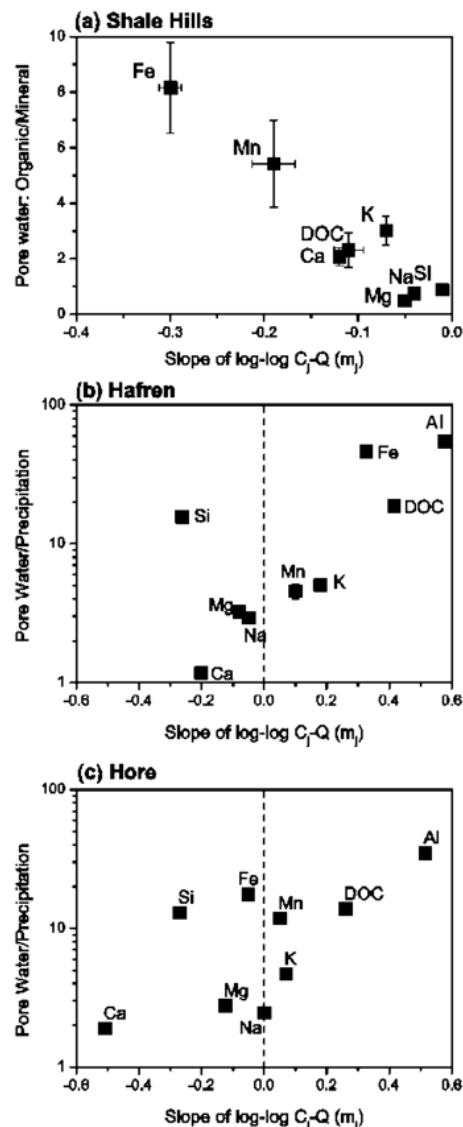 (a) Shale Hills
Pore water: Organic/Mineral
10
8
6
4
2
0
Fe
Mn
K
DOC
Ca
Na SI
Mg
-0.4
-0.3
-0.2
-0.1
0.0
Slope of log-log Cj-Q (mj)
(b) Hafren
Pore Water/Precipitation
100
10
1
Al
Fe
DOC
Si
Mn
K
Mg
Na
Ca
-0.6
-0.4
-0.2
0.0
0.2
0.4
0.6
Slope of log-log Cj-Q (mj)
(c) Hore
Pore Water/Precipitation
100
10
1
Al
Fe
Si
DOC
Mn
K
Mg
Na
Ca
-0.6
-0.4
-0.2
0.0
0.2
0.4
0.6
Slope of log-log Cj-Q (mj)